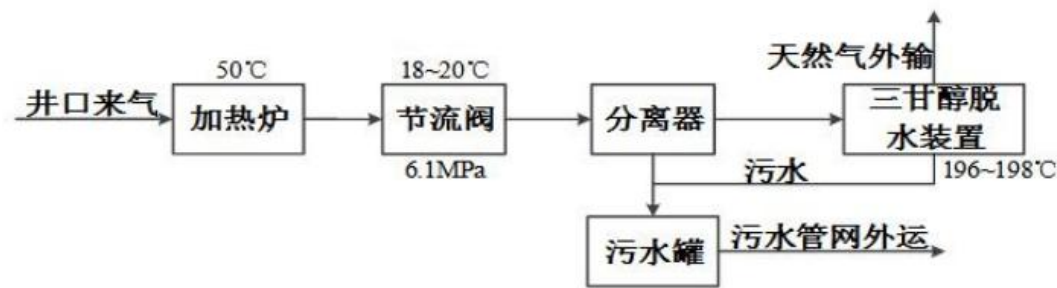 天然气外输
50℃
18~20℃
井口来气
加热炉
节流阀
分离器
三甘醇脱
水装置
6.1MPa
污水
196~198℃
污水罐
污水管网外运